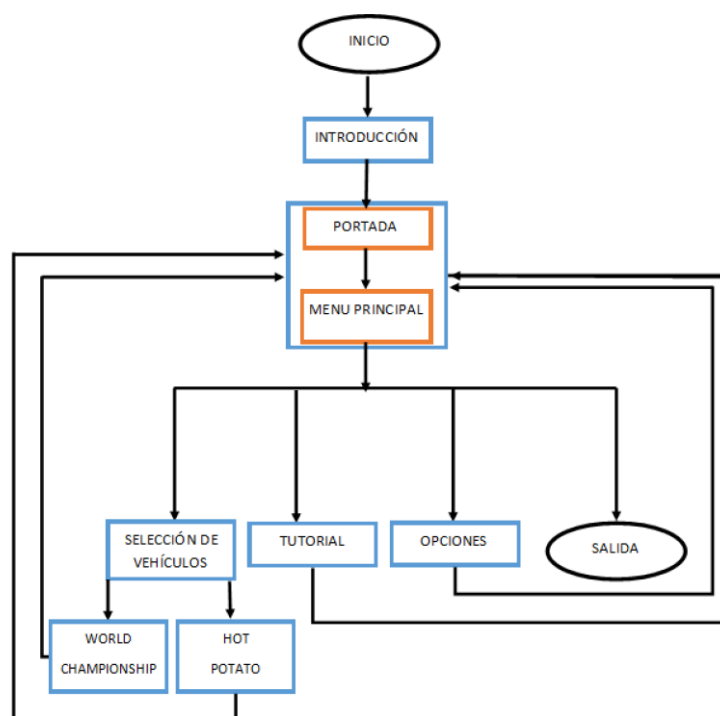 INICIO
INTRODUCCIÓN
PORTADA
MENU PRINCIPAL
SELECCIÓN DE
VEHÍCULOS
TUTORIAL
OPCIONES
SALIDA
WORLD
CHAMPIONSHIP
HOT
POTATO